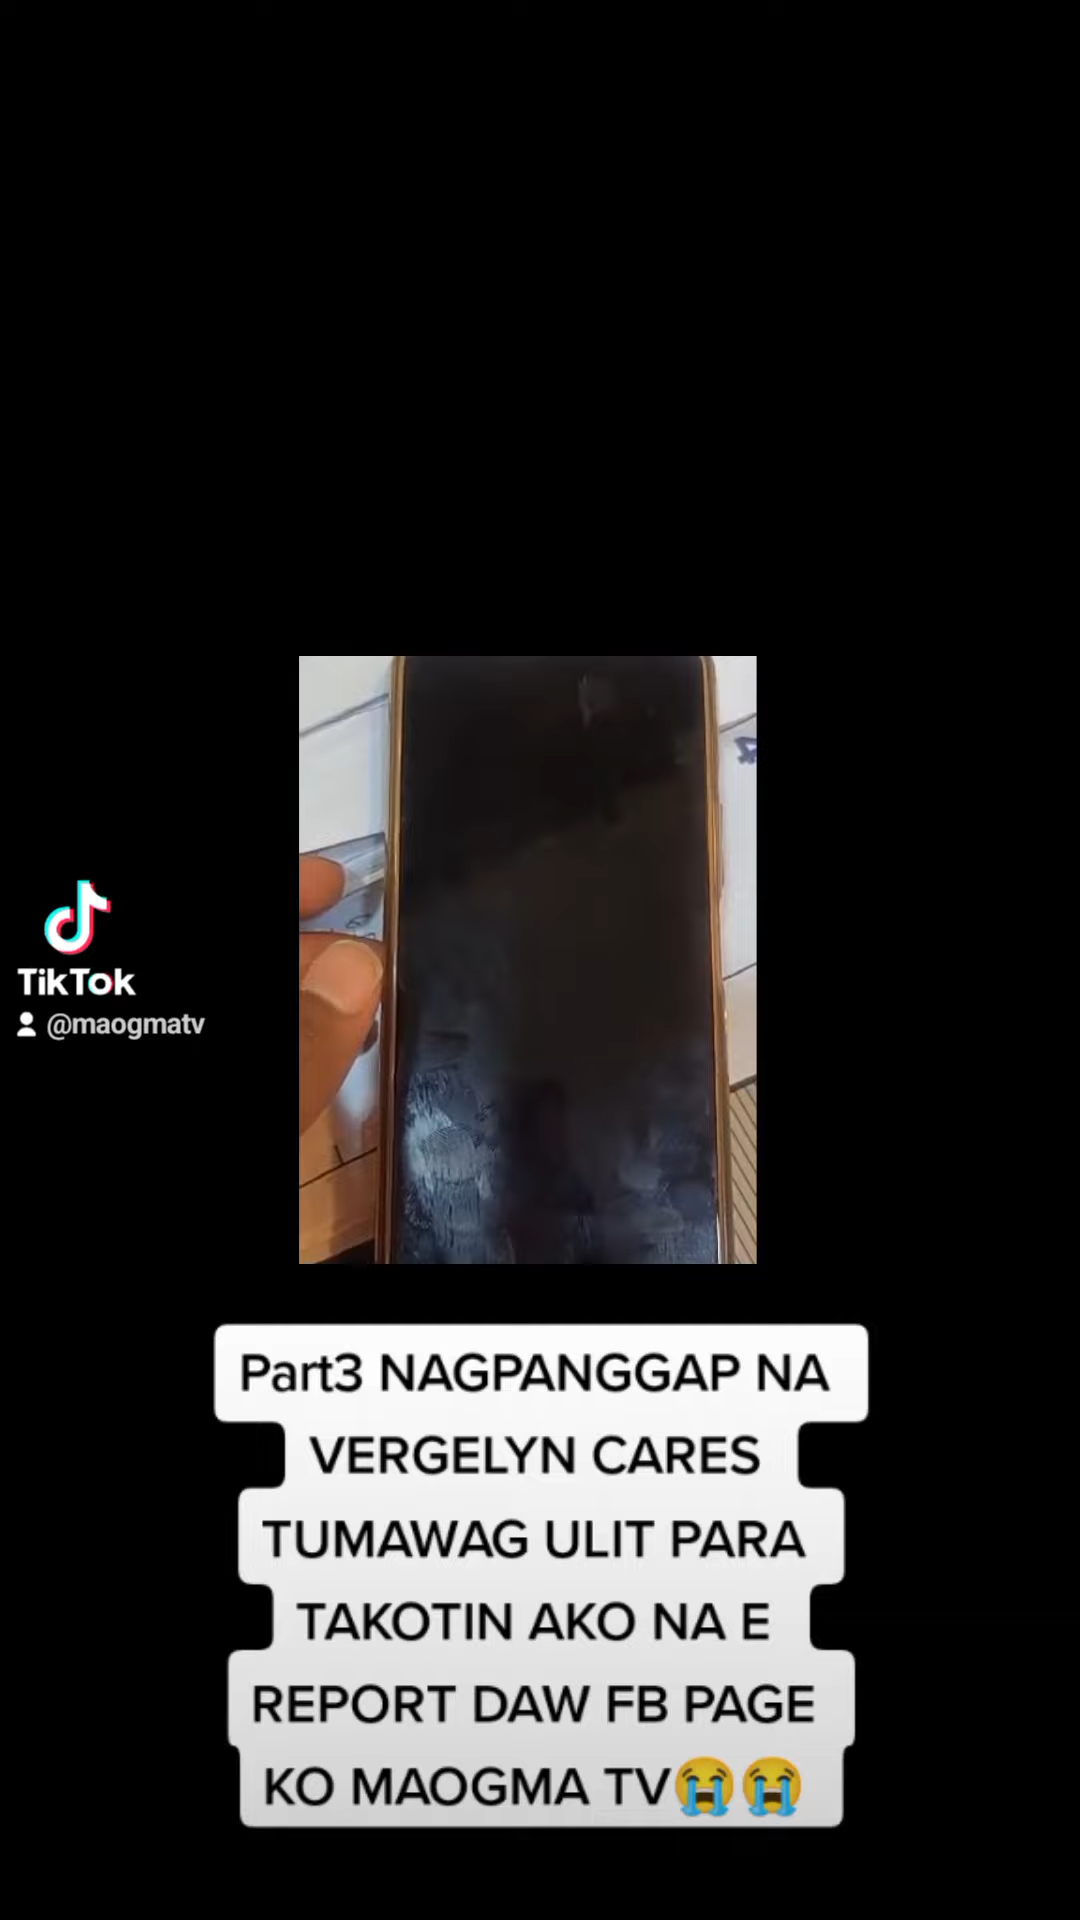 TikTok
@maogmatv
Part3 NAGPANGGAP NA
VERGELYN CARES
TUMAWAG ULIT PARA
TAKOTIN AKO NA E
REPORT DAW FB PAGE
KO MAOGMA TV😭😭